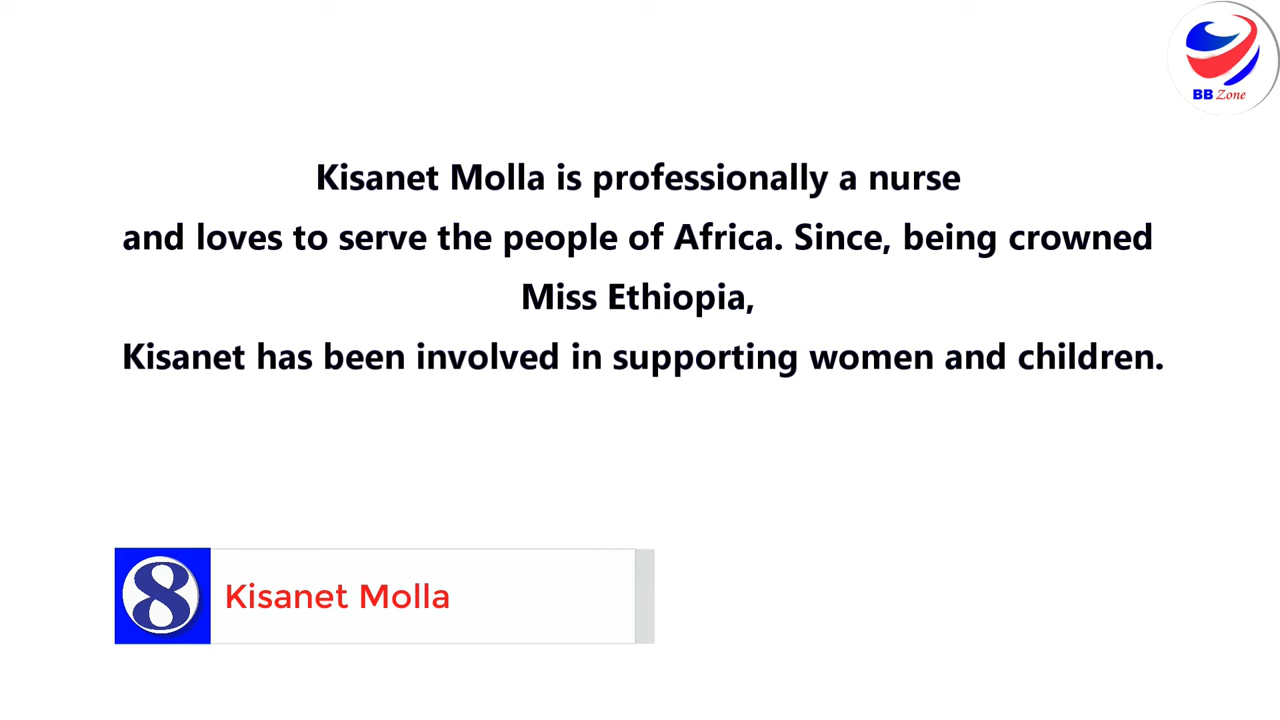 BB Zone
Kisanet Molla is professionally a nurse
and loves to serve the people of Africa. Since, being crowned
Miss Ethiopia,
Kisanet has been involved in supporting women and children.
8 Kisanet Molla